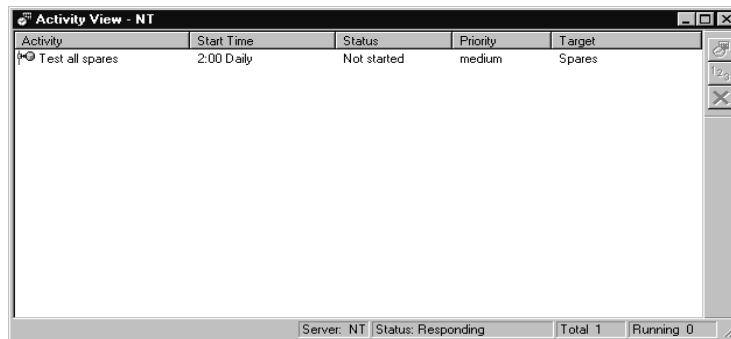 Activity View - NT
Activity Start Time Status Priority Target
Test all spares 2:00 Daily Not started medium Spares
123
Server: NT Status: Responding Total 1 Running 0